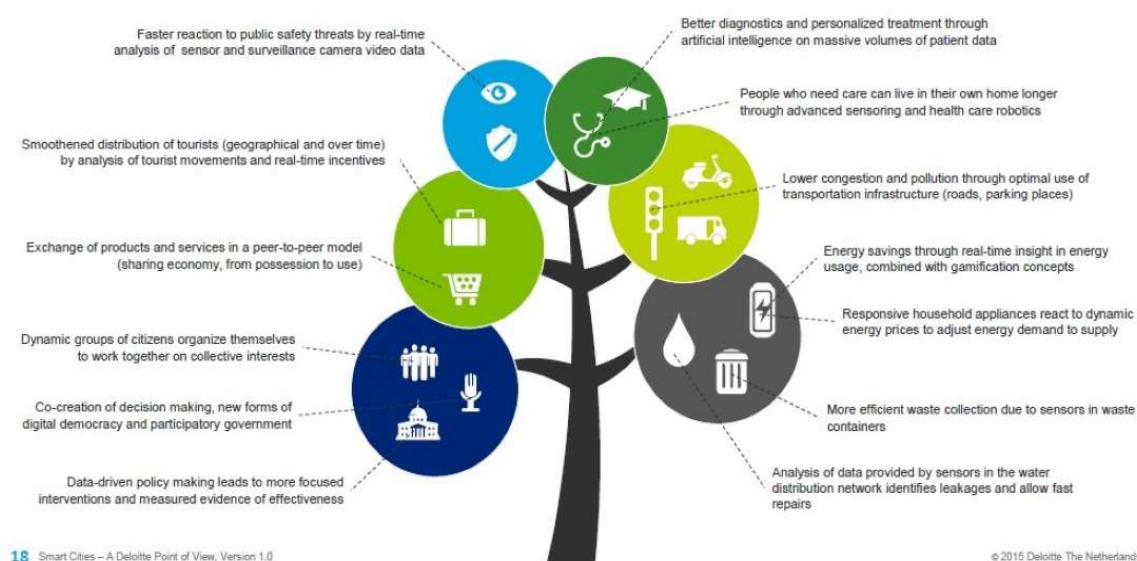 Faster reaction to public safety threats by real-time
analysis of sensor and surveillance camera video data
Smoothened distribution of tourists (geographical and over time)
by analysis of tourist movements and real-time incentives
Exchange of products and services in a peer-to-peer model
(sharing economy, from possession to use)
Dynamic groups of citizens organize themselves
to work together on collective interests
Co-creation of decision making, new forms of
digital democracy and participatory government
Data-driven policy making leads to more focused
interventions and measured evidence of effectiveness
Better diagnostics and personalized treatment through
artificial intelligence on massive volumes of patient data
People who need care can live in their own home longer
through advanced sensoring and health care robotics
Lower congestion and pollution through optimal use of
transportation infrastructure (roads, parking places)
Energy savings through real-time insight in energy
usage, combined with gamification concepts
Responsive household appliances react to dynamic
energy prices to adjust energy demand to supply
More efficient waste collection due to sensors in waste
containers
Analysis of data provided by sensors in the water
distribution network identifies leakages and allow fast
repairs
18 Smart Cities – A Deloitte Point of View, Version 1.0
© 2015 Deloitte The Netherlands